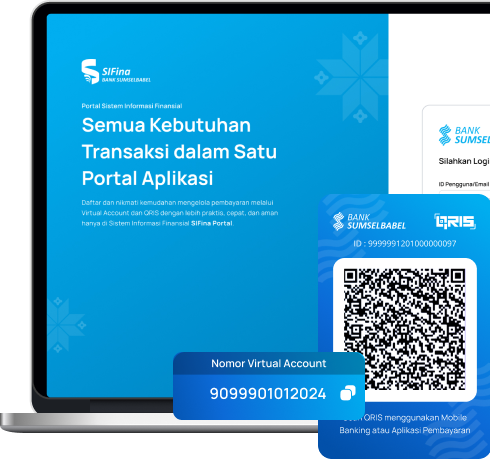 SIFina
BANK SUMSELBABEL
Portal Sistem Informasi Finansial
Semua Kebutuhan
Transaksi dalam Satu
Portal Aplikasi
Daftar dan nikmati kemudahan mengelola pembayaran melalui
Virtual Account dan QRIS dengan lebih praktis, cepat, dan aman
hanya di Sistem Informasi Finansial SIFina Portal
BANK
SUMSEL
Silahkan Logi
ID Pengguna/Email
BANK
SUMSELBABEL
QRIS
ID : 9999991201000000097
Nomor Virtual Account
9099901012024
QRIS menggunakan Mobile
Banking atau Aplikasi Pembayaran